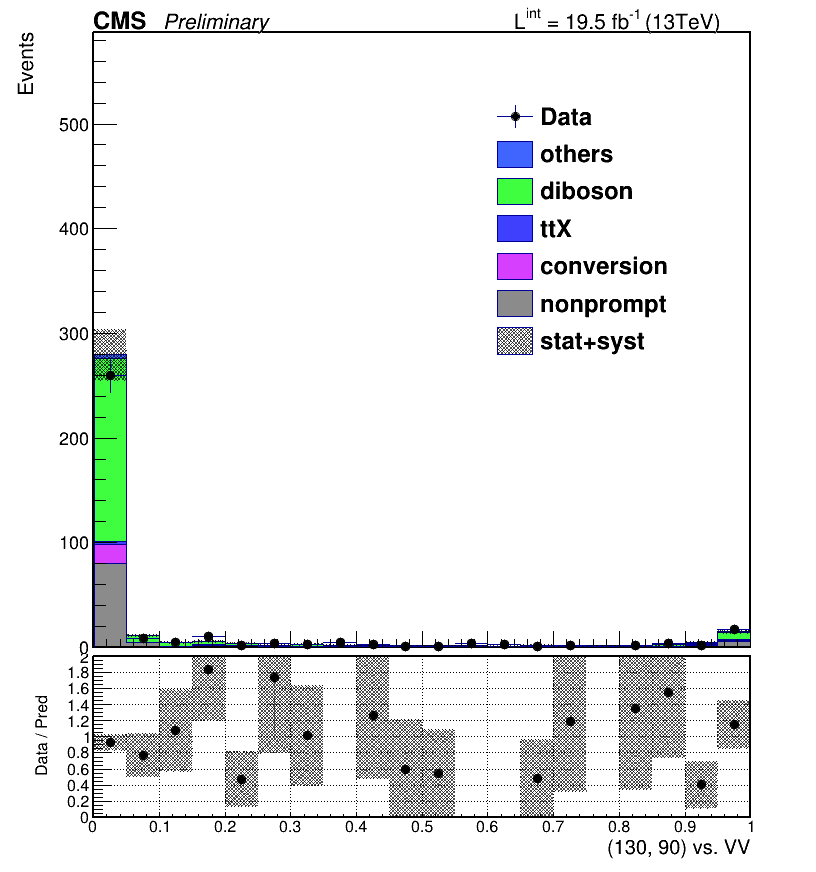 CMS Preliminary L^int = 19.5 fb^-1 (13TeV)
Events
500
400
300
200
100
0
Data
others
diboson
ttX
conversion
nonprompt
stat+syst
Data / Pred
2
1.8
1.6
1.4
1.2
1
0.8
0.6
0.4
0.2
0
0 0.1 0.2 0.3 0.4 0.5 0.6 0.7 0.8 0.9 1
(130, 90) vs. VV